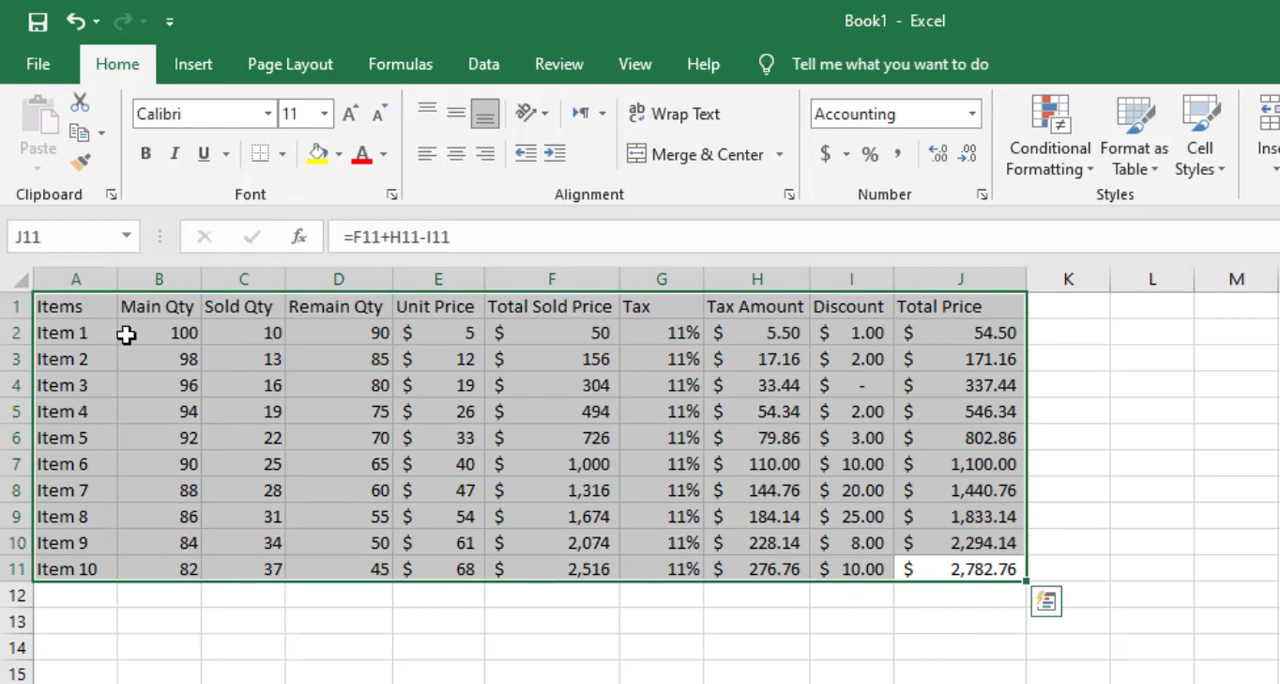 Book1 - Excel
File Home Insert Page Layout Formulas Data Review View Help Tell me what you want to do
Calibri 11 Wrap Text Accounting
Paste B I U A Merge & Center $ % , Conditional Formatting Format as Table Cell Styles
Clipboard Font Alignment Number Styles
J11 fx =F11+H11-I11
A B C D E F G H I J K L M
1 Items Main Qty Sold Qty Remain Qty Unit Price Total Sold Price Tax Tax Amount Discount Total Price
2 Item 1 100 10 90 $ 5 $ 50 11% $ 5.50 $ 1.00 $ 54.50
3 Item 2 98 13 85 $ 12 $ 156 11% $ 17.16 $ 2.00 $ 171.16
4 Item 3 96 16 80 $ 19 $ 304 11% $ 33.44 $ - $ 337.44
5 Item 4 94 19 75 $ 26 $ 494 11% $ 54.34 $ 2.00 $ 546.34
6 Item 5 92 22 70 $ 33 $ 726 11% $ 79.86 $ 3.00 $ 802.86
7 Item 6 90 25 65 $ 40 $ 1,000 11% $ 110.00 $ 10.00 $ 1,100.00
8 Item 7 88 28 60 $ 47 $ 1,316 11% $ 144.76 $ 20.00 $ 1,440.76
9 Item 8 86 31 55 $ 54 $ 1,674 11% $ 184.14 $ 25.00 $ 1,833.14
10 Item 9 84 34 50 $ 61 $ 2,074 11% $ 228.14 $ 8.00 $ 2,294.14
11 Item 10 82 37 45 $ 68 $ 2,516 11% $ 276.76 $ 10.00 $ 2,782.76
12
13
14
15